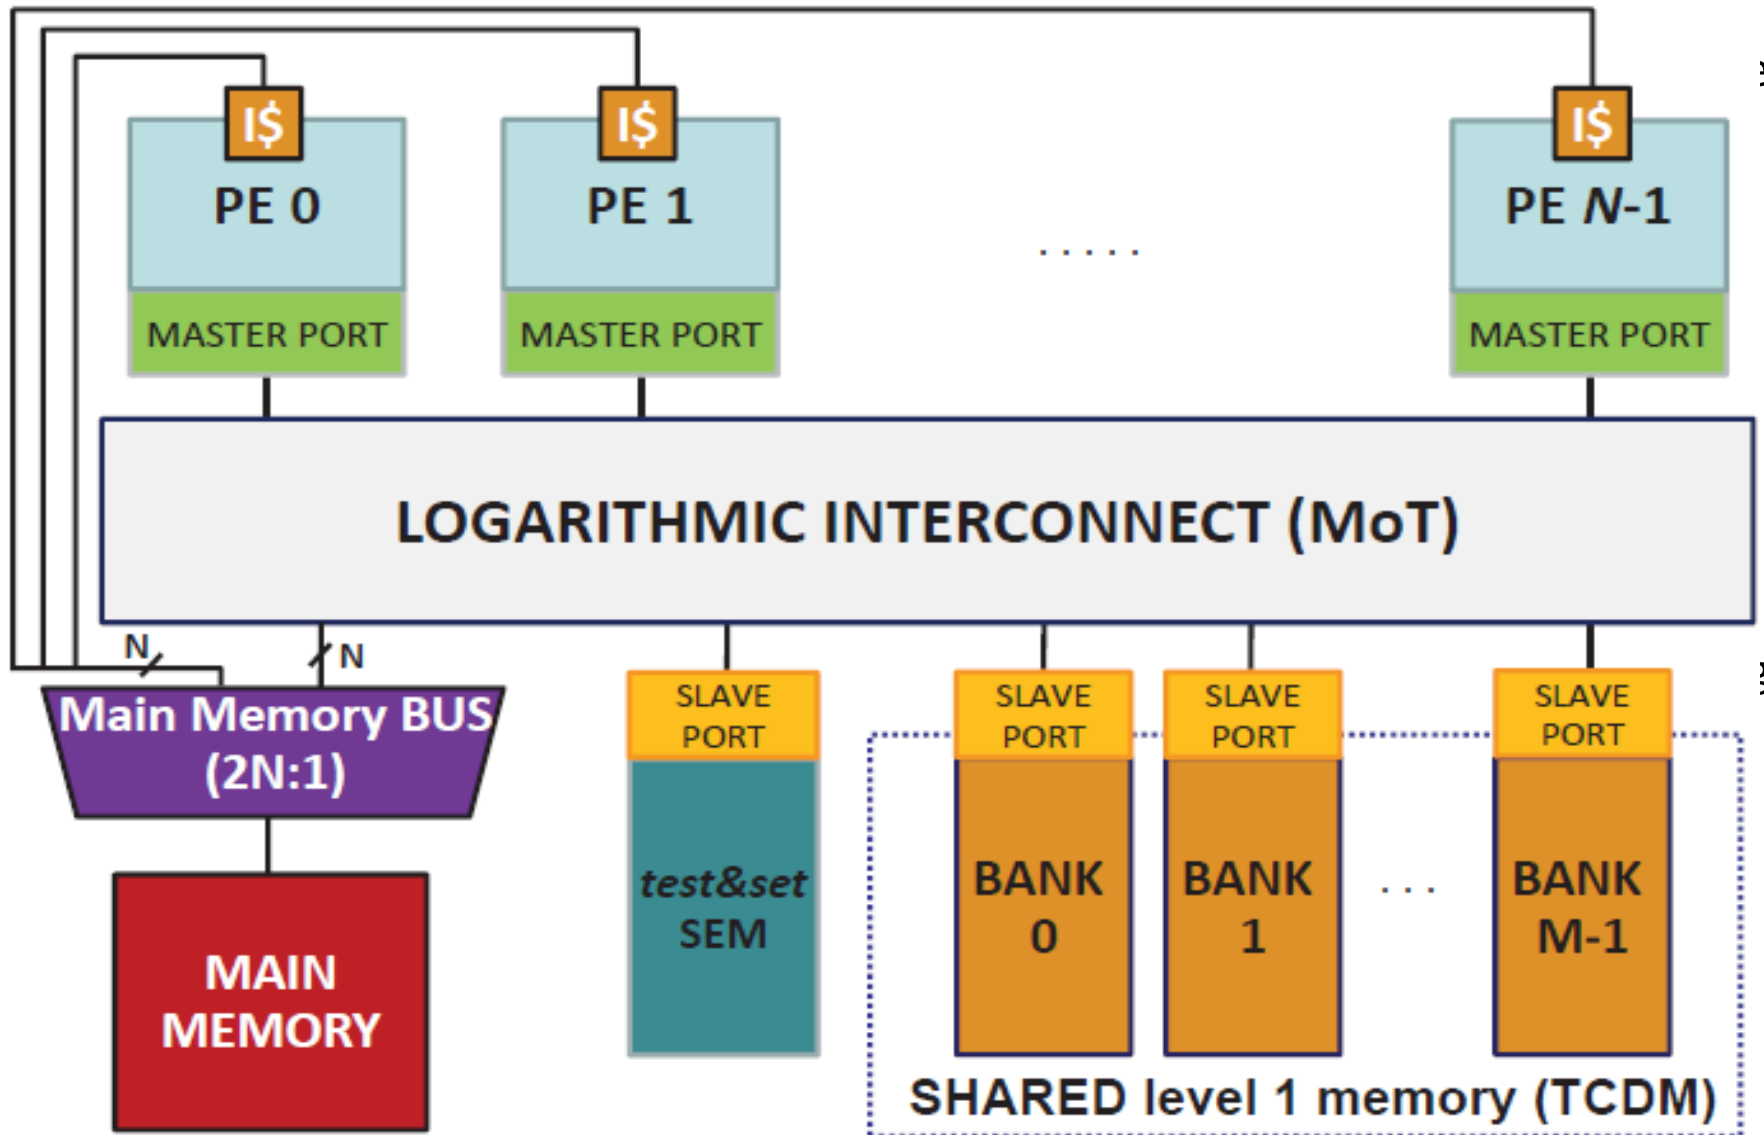 I$
I$
I$
PE 0
PE 1
. . . . .
PE N-1
MASTER PORT
MASTER PORT
MASTER PORT
LOGARITHMIC INTERCONNECT (MoT)
N
N
Main Memory BUS
(2N:1)
SLAVE
PORT
SLAVE
PORT
SLAVE
PORT
SLAVE
PORT
test&set
SEM
BANK
0
BANK
1
. . .
BANK
M-1
MAIN
MEMORY
SHARED level 1 memory (TCDM)